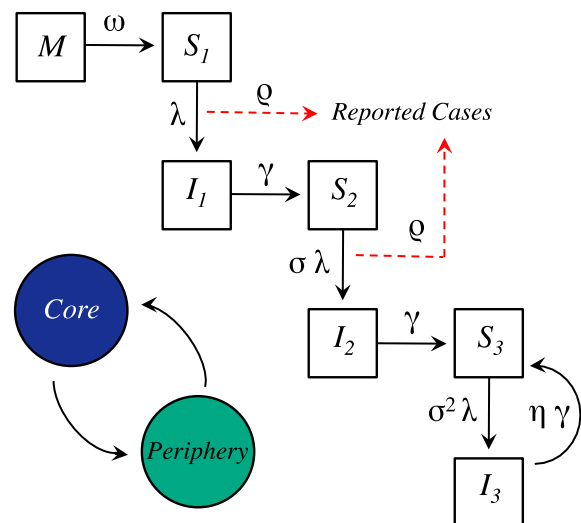 M
ω
S1
λ
ϱ
Reported Cases
I1
γ
S2
σ λ
ϱ
Core
I2
γ
S3
σ² λ
η γ
Periphery
I3